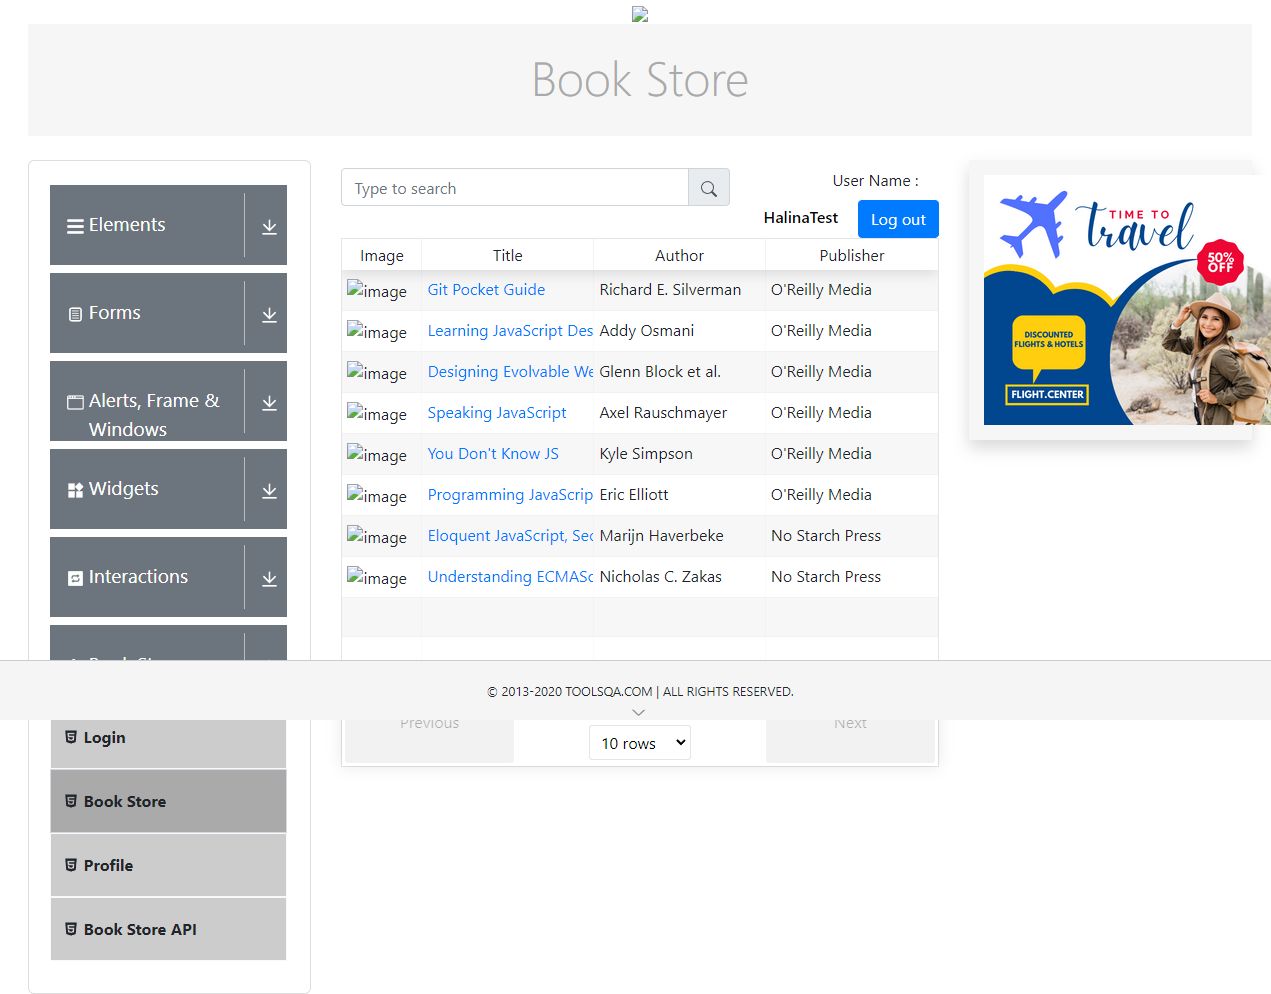 Book Store
Elements
Forms
Alerts, Frame &
Windows
Widgets
Interactions
Login
Book Store
Profile
Book Store API
Type to search
User Name :
HalinaTest
Log out
Image Title Author Publisher
image Git Pocket Guide Richard E. Silverman O'Reilly Media
image Learning JavaScript Des Addy Osmani O'Reilly Media
image Designing Evolvable We Glenn Block et al. O'Reilly Media
image Speaking JavaScript Axel Rauschmayer O'Reilly Media
image You Don't Know JS Kyle Simpson O'Reilly Media
image Programming JavaScrip Eric Elliott O'Reilly Media
image Eloquent JavaScript, Sec Marijn Haverbeke No Starch Press
image Understanding ECMASc Nicholas C. Zakas No Starch Press
© 2013-2020 TOOLSQA.COM | ALL RIGHTS RESERVED.
Previous
10 rows
Next
TIME TO
travel
50%
OFF
DISCOUNTED
FLIGHTS & HOTELS
FLIGHT.CENTER